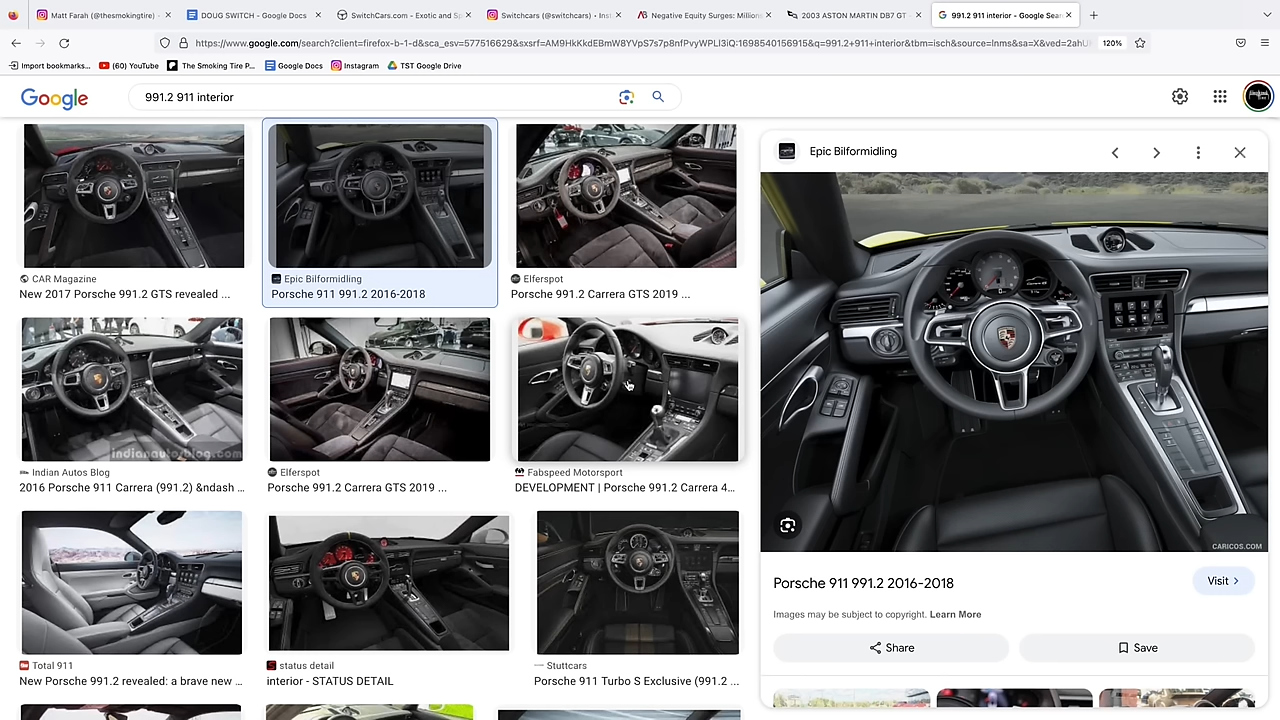 Matt Farah (@thesmokingtire)
DOUG SWITCH - Google Docs
SwitchCars.com - Exotic and Sp
Switchcars (@switchcars) • Inst
Negative Equity Surges: Million
2003 ASTON MARTIN DB7 GT -
991.2 911 interior - Google Sear
https://www.google.com/search?client=firefox-b-1-d&sca_esv=577516629&sxsrf=AM9HkKkdEBmW8YVpS7s7p8nfPvyWPLl3iQ:1698540156915&q=991.2+911+interior&tbm=isch&source=lnms&sa=X&ved=2ahU
120%
Import bookmarks...
(60) YouTube
The Smoking Tire P...
Google Docs
Instagram
TST Google Drive
Google
991.2 911 interior
CAR Magazine
New 2017 Porsche 991.2 GTS revealed ...
Epic Bilformidling
Porsche 911 991.2 2016-2018
Elferspot
Porsche 991.2 Carrera GTS 2019 ...
indianautosblog.com
Indian Autos Blog
2016 Porsche 911 Carrera (991.2) &ndash ...
Elferspot
Porsche 991.2 Carrera GTS 2019 ...
Fabspeed Motorsport
DEVELOPMENT | Porsche 991.2 Carrera 4...
Total 911
New Porsche 991.2 revealed: a brave new ...
status detail
interior - STATUS DETAIL
Stuttcars
Porsche 911 Turbo S Exclusive (991.2 ...
Epic Bilformidling
CARICOS.COM
Porsche 911 991.2 2016-2018
Visit
Images may be subject to copyright. Learn More
Share
Save